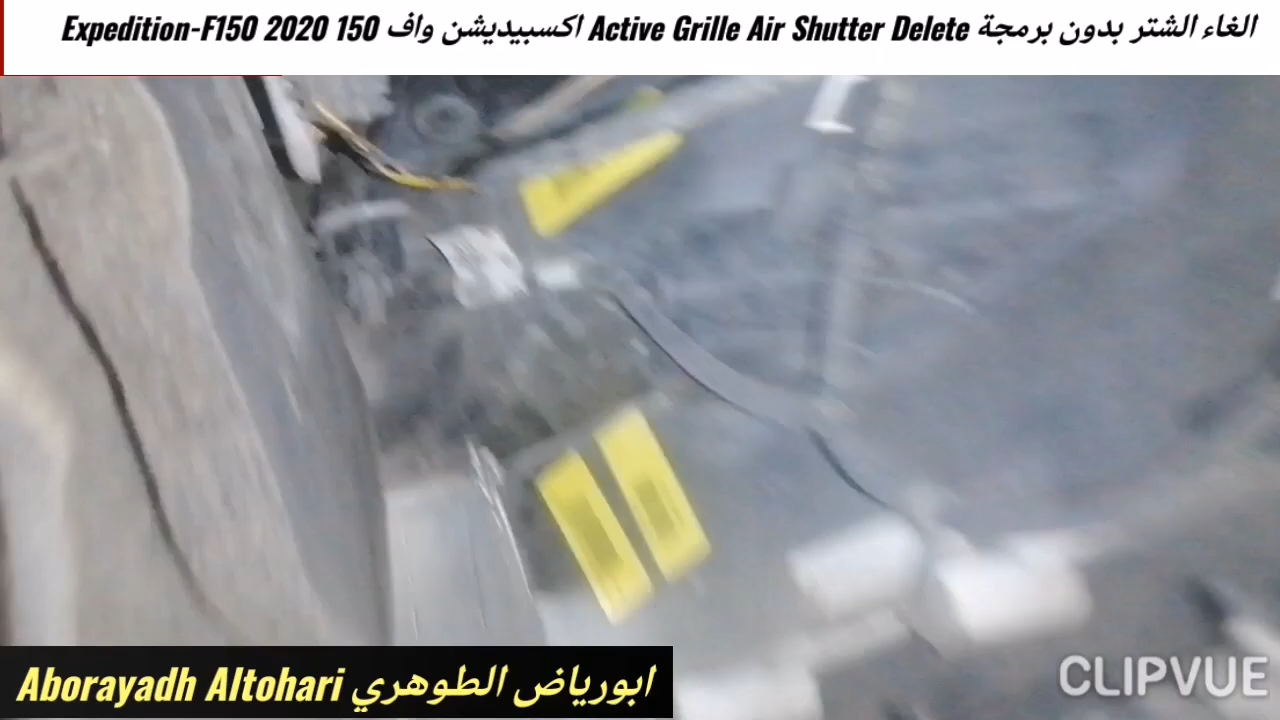 الغاء الشتر بدون برمجة Active Grille Air Shutter Delete اكسبيديشن واف 150 Expedition-F150 2020
Aborayadh Altohari ابورياض الطوهري
CLIPVUE